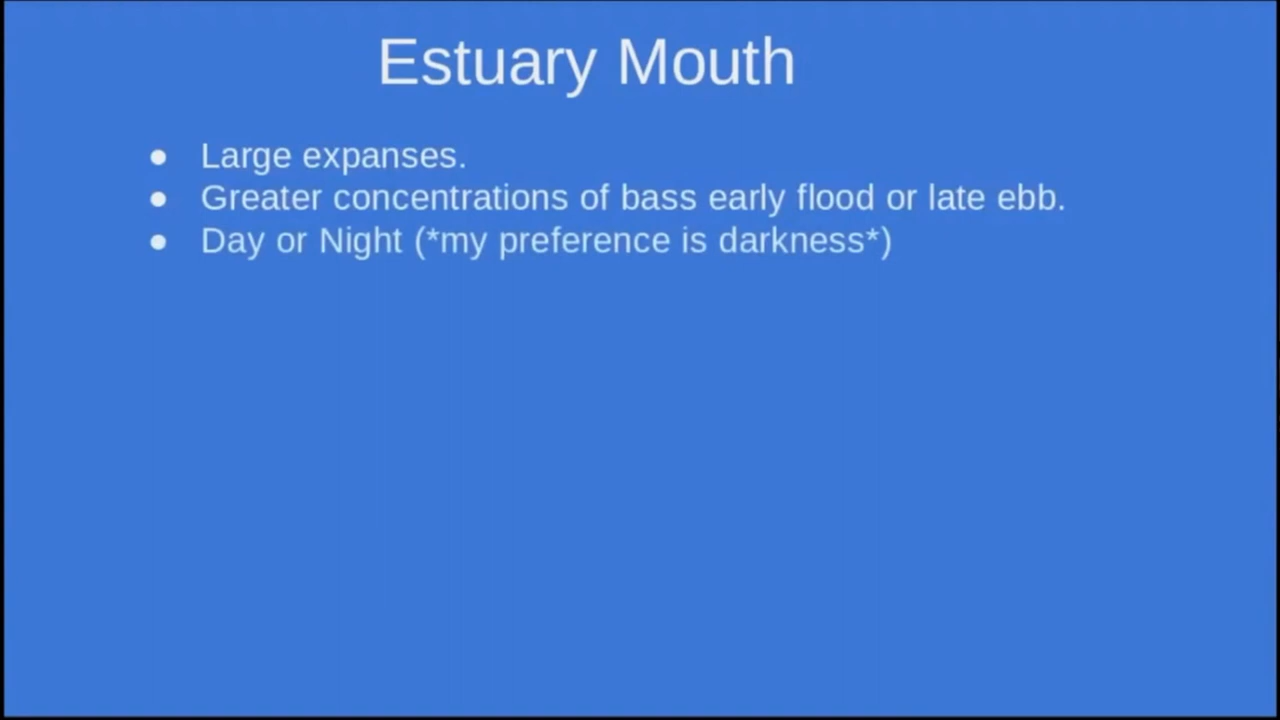 Estuary Mouth
● Large expanses.
● Greater concentrations of bass early flood or late ebb.
● Day or Night (*my preference is darkness*)